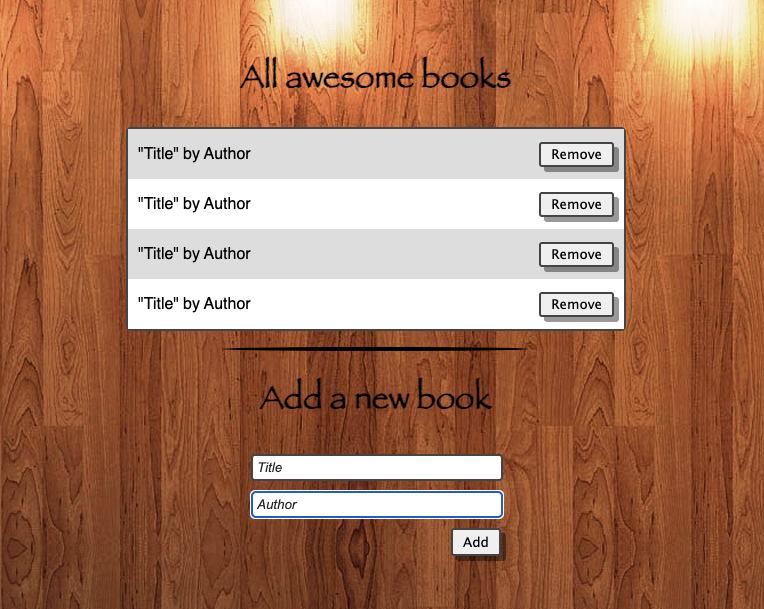 All awesome books
"Title" by Author Remove
"Title" by Author Remove
"Title" by Author Remove
"Title" by Author Remove
Add a new book
Title
Author
Add